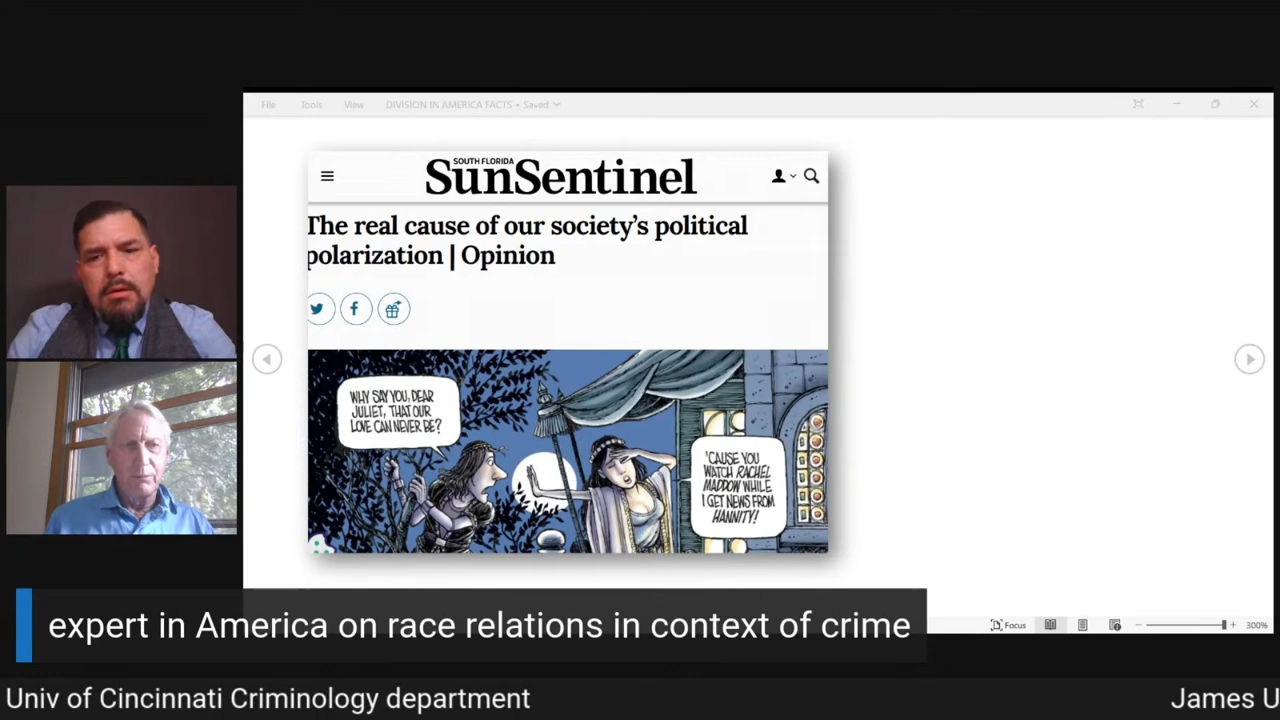 File Tools View DIVISION IN AMERICA FACTS • Saved
SOUTH FLORIDA
SunSentinel
The real cause of our society's political
polarization | Opinion
WHY SAY YOU, DEAR
JULIET, THAT OUR
LOVE CAN NEVER BE?
'CAUSE YOU
WATCH RACHEL
MADDOW WHILE
I GET NEWS FROM
HANNITY!
Focus 300%
expert in America on race relations in context of crime
Univ of Cincinnati Criminology department James U